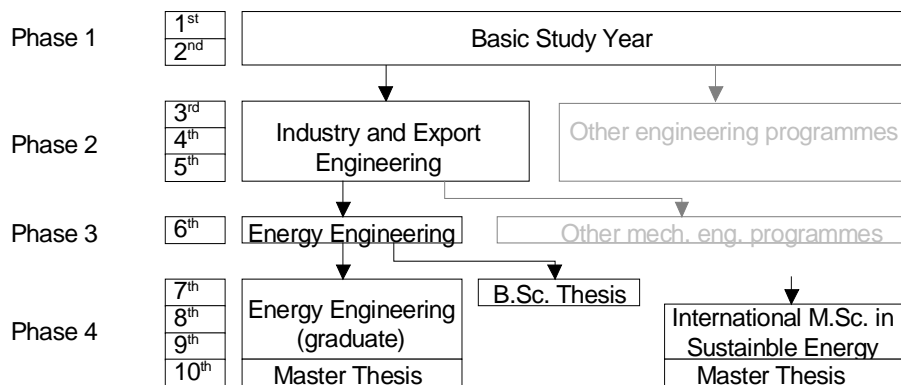 Phase 1
1st
2nd
Basic Study Year
Phase 2
3rd
4th
5th
Industry and Export
Engineering
Other engineering programmes
Phase 3
6th
Energy Engineering
Other mech. eng. programmes
Phase 4
7th
8th
9th
10th
Energy Engineering
(graduate)
Master Thesis
B.Sc. Thesis
International M.Sc. in
Sustainble Energy
Master Thesis